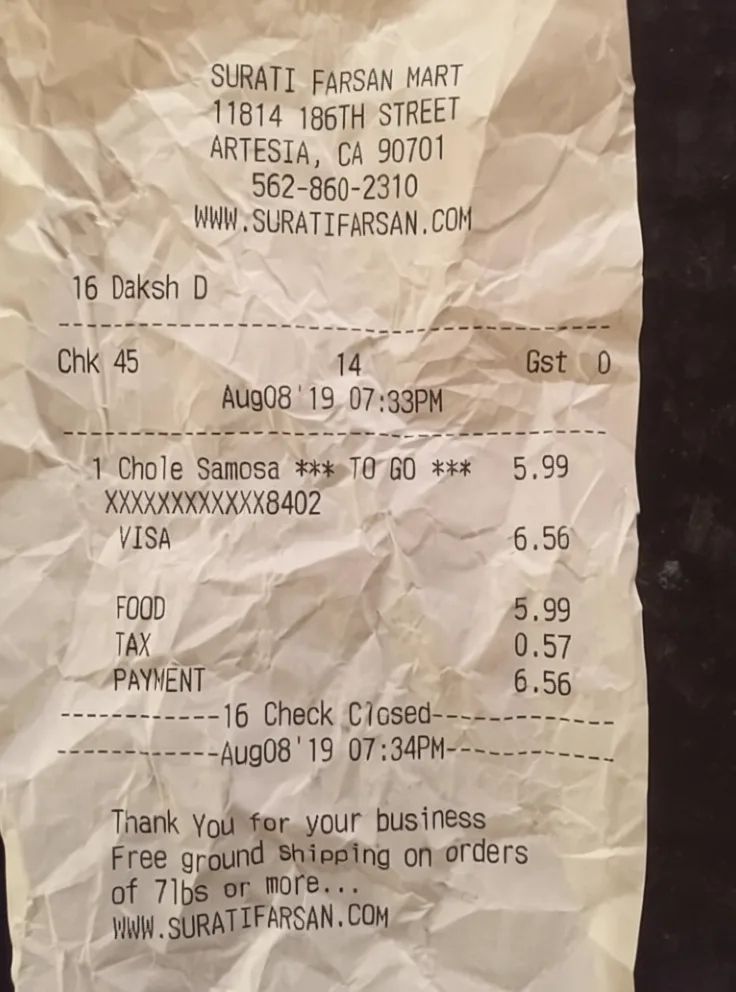 SURATI FARSAN MART
11814 186TH STREET
ARTESIA, CA 90701
562-860-2310
WWW.SURATIFARSAN.COM
16 Daksh D
--------------------------------------------
Chk 45 14 Gst 0
Aug08'19 07:33PM
--------------------------------------------
1 Chole Samosa *** TO GO *** 5.99
XXXXXXXXXXXX8402
VISA 6.56
FOOD 5.99
TAX 0.57
PAYMENT 6.56
------------16 Check Closed-------------
------------Aug08'19 07:34PM------------
Thank You for your business
Free ground shipping on orders
of 7lbs or more...
WWW.SURATIFARSAN.COM